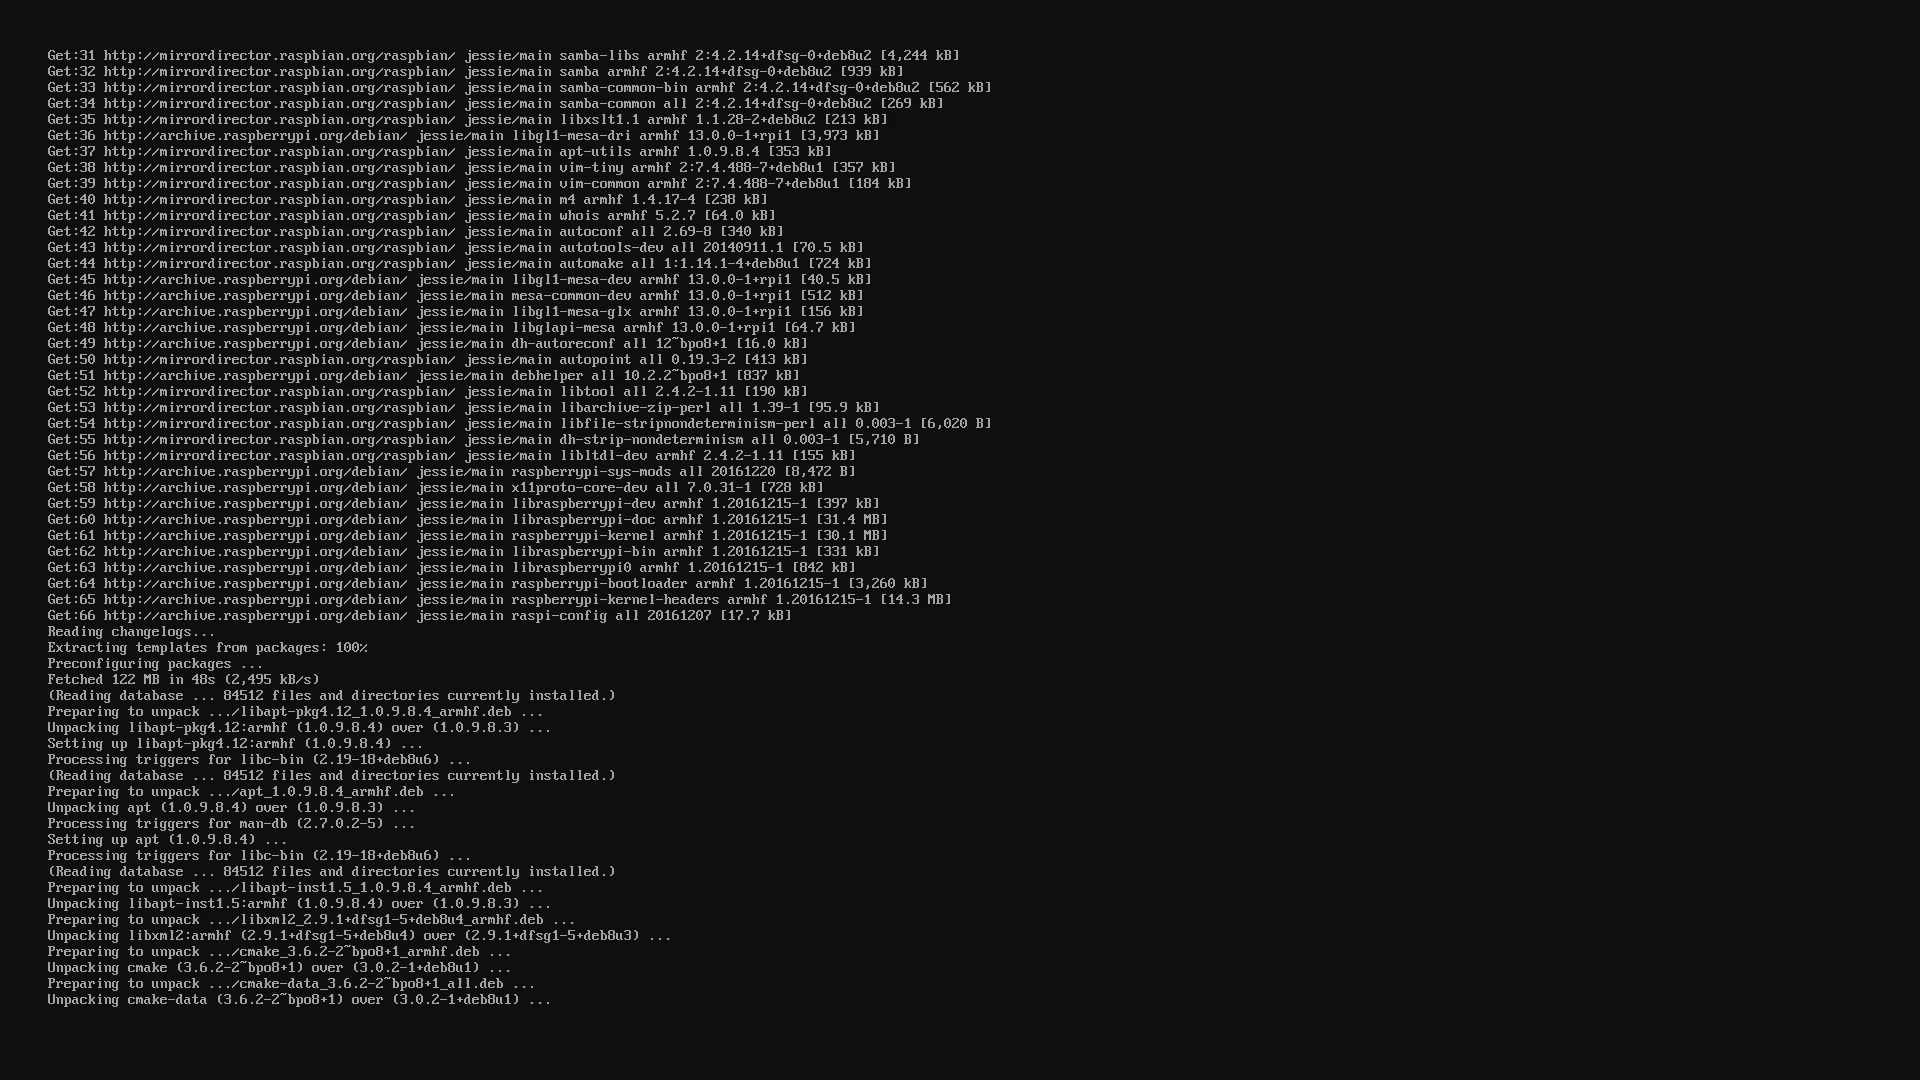 Get:31 http://mirrordirector.raspbian.org/raspbian/ jessie/main samba-libs armhf 2:4.2.14+dfsg-0+deb8u2 [4,244 kB]
Get:32 http://mirrordirector.raspbian.org/raspbian/ jessie/main samba armhf 2:4.2.14+dfsg-0+deb8u2 [939 kB]
Get:33 http://mirrordirector.raspbian.org/raspbian/ jessie/main samba-common-bin armhf 2:4.2.14+dfsg-0+deb8u2 [562 kB]
Get:34 http://mirrordirector.raspbian.org/raspbian/ jessie/main samba-common all 2:4.2.14+dfsg-0+deb8u2 [269 kB]
Get:35 http://mirrordirector.raspbian.org/raspbian/ jessie/main libxslt1.1 armhf 1.1.28-2+deb8u2 [213 kB]
Get:36 http://archive.raspberrypi.org/debian/ jessie/main libgl1-mesa-dri armhf 13.0.0-1+rpi1 [3,973 kB]
Get:37 http://mirrordirector.raspbian.org/raspbian/ jessie/main apt-utils armhf 1.0.9.8.4 [353 kB]
Get:38 http://mirrordirector.raspbian.org/raspbian/ jessie/main vim-tiny armhf 2:7.4.488-7+deb8u1 [357 kB]
Get:39 http://mirrordirector.raspbian.org/raspbian/ jessie/main vim-common armhf 2:7.4.488-7+deb8u1 [184 kB]
Get:40 http://mirrordirector.raspbian.org/raspbian/ jessie/main m4 armhf 1.4.17-4 [238 kB]
Get:41 http://mirrordirector.raspbian.org/raspbian/ jessie/main whois armhf 5.2.7 [64.0 kB]
Get:42 http://mirrordirector.raspbian.org/raspbian/ jessie/main autoconf all 2.69-8 [340 kB]
Get:43 http://mirrordirector.raspbian.org/raspbian/ jessie/main autotools-dev all 20140911.1 [70.5 kB]
Get:44 http://mirrordirector.raspbian.org/raspbian/ jessie/main automake all 1:1.14.1-4+deb8u1 [724 kB]
Get:45 http://archive.raspberrypi.org/debian/ jessie/main libgl1-mesa-dev armhf 13.0.0-1+rpi1 [40.5 kB]
Get:46 http://archive.raspberrypi.org/debian/ jessie/main mesa-common-dev armhf 13.0.0-1+rpi1 [512 kB]
Get:47 http://archive.raspberrypi.org/debian/ jessie/main libgl1-mesa-glx armhf 13.0.0-1+rpi1 [156 kB]
Get:48 http://archive.raspberrypi.org/debian/ jessie/main libglapi-mesa armhf 13.0.0-1+rpi1 [64.7 kB]
Get:49 http://archive.raspberrypi.org/debian/ jessie/main dh-autoreconf all 12~bpo8+1 [16.0 kB]
Get:50 http://mirrordirector.raspbian.org/raspbian/ jessie/main autopoint all 0.19.3-2 [413 kB]
Get:51 http://archive.raspberrypi.org/debian/ jessie/main debhelper all 10.2.2~bpo8+1 [837 kB]
Get:52 http://mirrordirector.raspbian.org/raspbian/ jessie/main libtool all 2.4.2-1.11 [190 kB]
Get:53 http://mirrordirector.raspbian.org/raspbian/ jessie/main libarchive-zip-perl all 1.39-1 [95.9 kB]
Get:54 http://mirrordirector.raspbian.org/raspbian/ jessie/main libfile-stripnondeterminism-perl all 0.003-1 [6,020 B]
Get:55 http://mirrordirector.raspbian.org/raspbian/ jessie/main dh-strip-nondeterminism all 0.003-1 [5,710 B]
Get:56 http://mirrordirector.raspbian.org/raspbian/ jessie/main libltdl-dev armhf 2.4.2-1.11 [155 kB]
Get:57 http://archive.raspberrypi.org/debian/ jessie/main raspberrypi-sys-mods all 20161220 [8,472 B]
Get:58 http://archive.raspberrypi.org/debian/ jessie/main x11proto-core-dev all 7.0.31-1 [728 kB]
Get:59 http://archive.raspberrypi.org/debian/ jessie/main libraspberrypi-dev armhf 1.20161215-1 [397 kB]
Get:60 http://archive.raspberrypi.org/debian/ jessie/main libraspberrypi-doc armhf 1.20161215-1 [31.4 MB]
Get:61 http://archive.raspberrypi.org/debian/ jessie/main raspberrypi-kernel armhf 1.20161215-1 [30.1 MB]
Get:62 http://archive.raspberrypi.org/debian/ jessie/main libraspberrypi-bin armhf 1.20161215-1 [331 kB]
Get:63 http://archive.raspberrypi.org/debian/ jessie/main libraspberrypi0 armhf 1.20161215-1 [842 kB]
Get:64 http://archive.raspberrypi.org/debian/ jessie/main raspberrypi-bootloader armhf 1.20161215-1 [3,260 kB]
Get:65 http://archive.raspberrypi.org/debian/ jessie/main raspberrypi-kernel-headers armhf 1.20161215-1 [14.3 MB]
Get:66 http://archive.raspberrypi.org/debian/ jessie/main raspi-config all 20161207 [17.7 kB]
Reading changelogs...
Extracting templates from packages: 100%
Preconfiguring packages ...
Fetched 122 MB in 48s (2,495 kB/s)
(Reading database ... 84512 files and directories currently installed.)
Preparing to unpack .../libapt-pkg4.12_1.0.9.8.4_armhf.deb ...
Unpacking libapt-pkg4.12:armhf (1.0.9.8.4) over (1.0.9.8.3) ...
Setting up libapt-pkg4.12:armhf (1.0.9.8.4) ...
Processing triggers for libc-bin (2.19-18+deb8u6) ...
(Reading database ... 84512 files and directories currently installed.)
Preparing to unpack .../apt_1.0.9.8.4_armhf.deb ...
Unpacking apt (1.0.9.8.4) over (1.0.9.8.3) ...
Processing triggers for man-db (2.7.0.2-5) ...
Setting up apt (1.0.9.8.4) ...
Processing triggers for libc-bin (2.19-18+deb8u6) ...
(Reading database ... 84512 files and directories currently installed.)
Preparing to unpack .../libapt-inst1.5_1.0.9.8.4_armhf.deb ...
Unpacking libapt-inst1.5:armhf (1.0.9.8.4) over (1.0.9.8.3) ...
Preparing to unpack .../libxml2_2.9.1+dfsg1-5+deb8u4_armhf.deb ...
Unpacking libxml2:armhf (2.9.1+dfsg1-5+deb8u4) over (2.9.1+dfsg1-5+deb8u3) ...
Preparing to unpack .../cmake_3.6.2-2~bpo8+1_armhf.deb ...
Unpacking cmake (3.6.2-2~bpo8+1) over (3.0.2-1+deb8u1) ...
Preparing to unpack .../cmake-data_3.6.2-2~bpo8+1_all.deb ...
Unpacking cmake-data (3.6.2-2~bpo8+1) over (3.0.2-1+deb8u1) ...